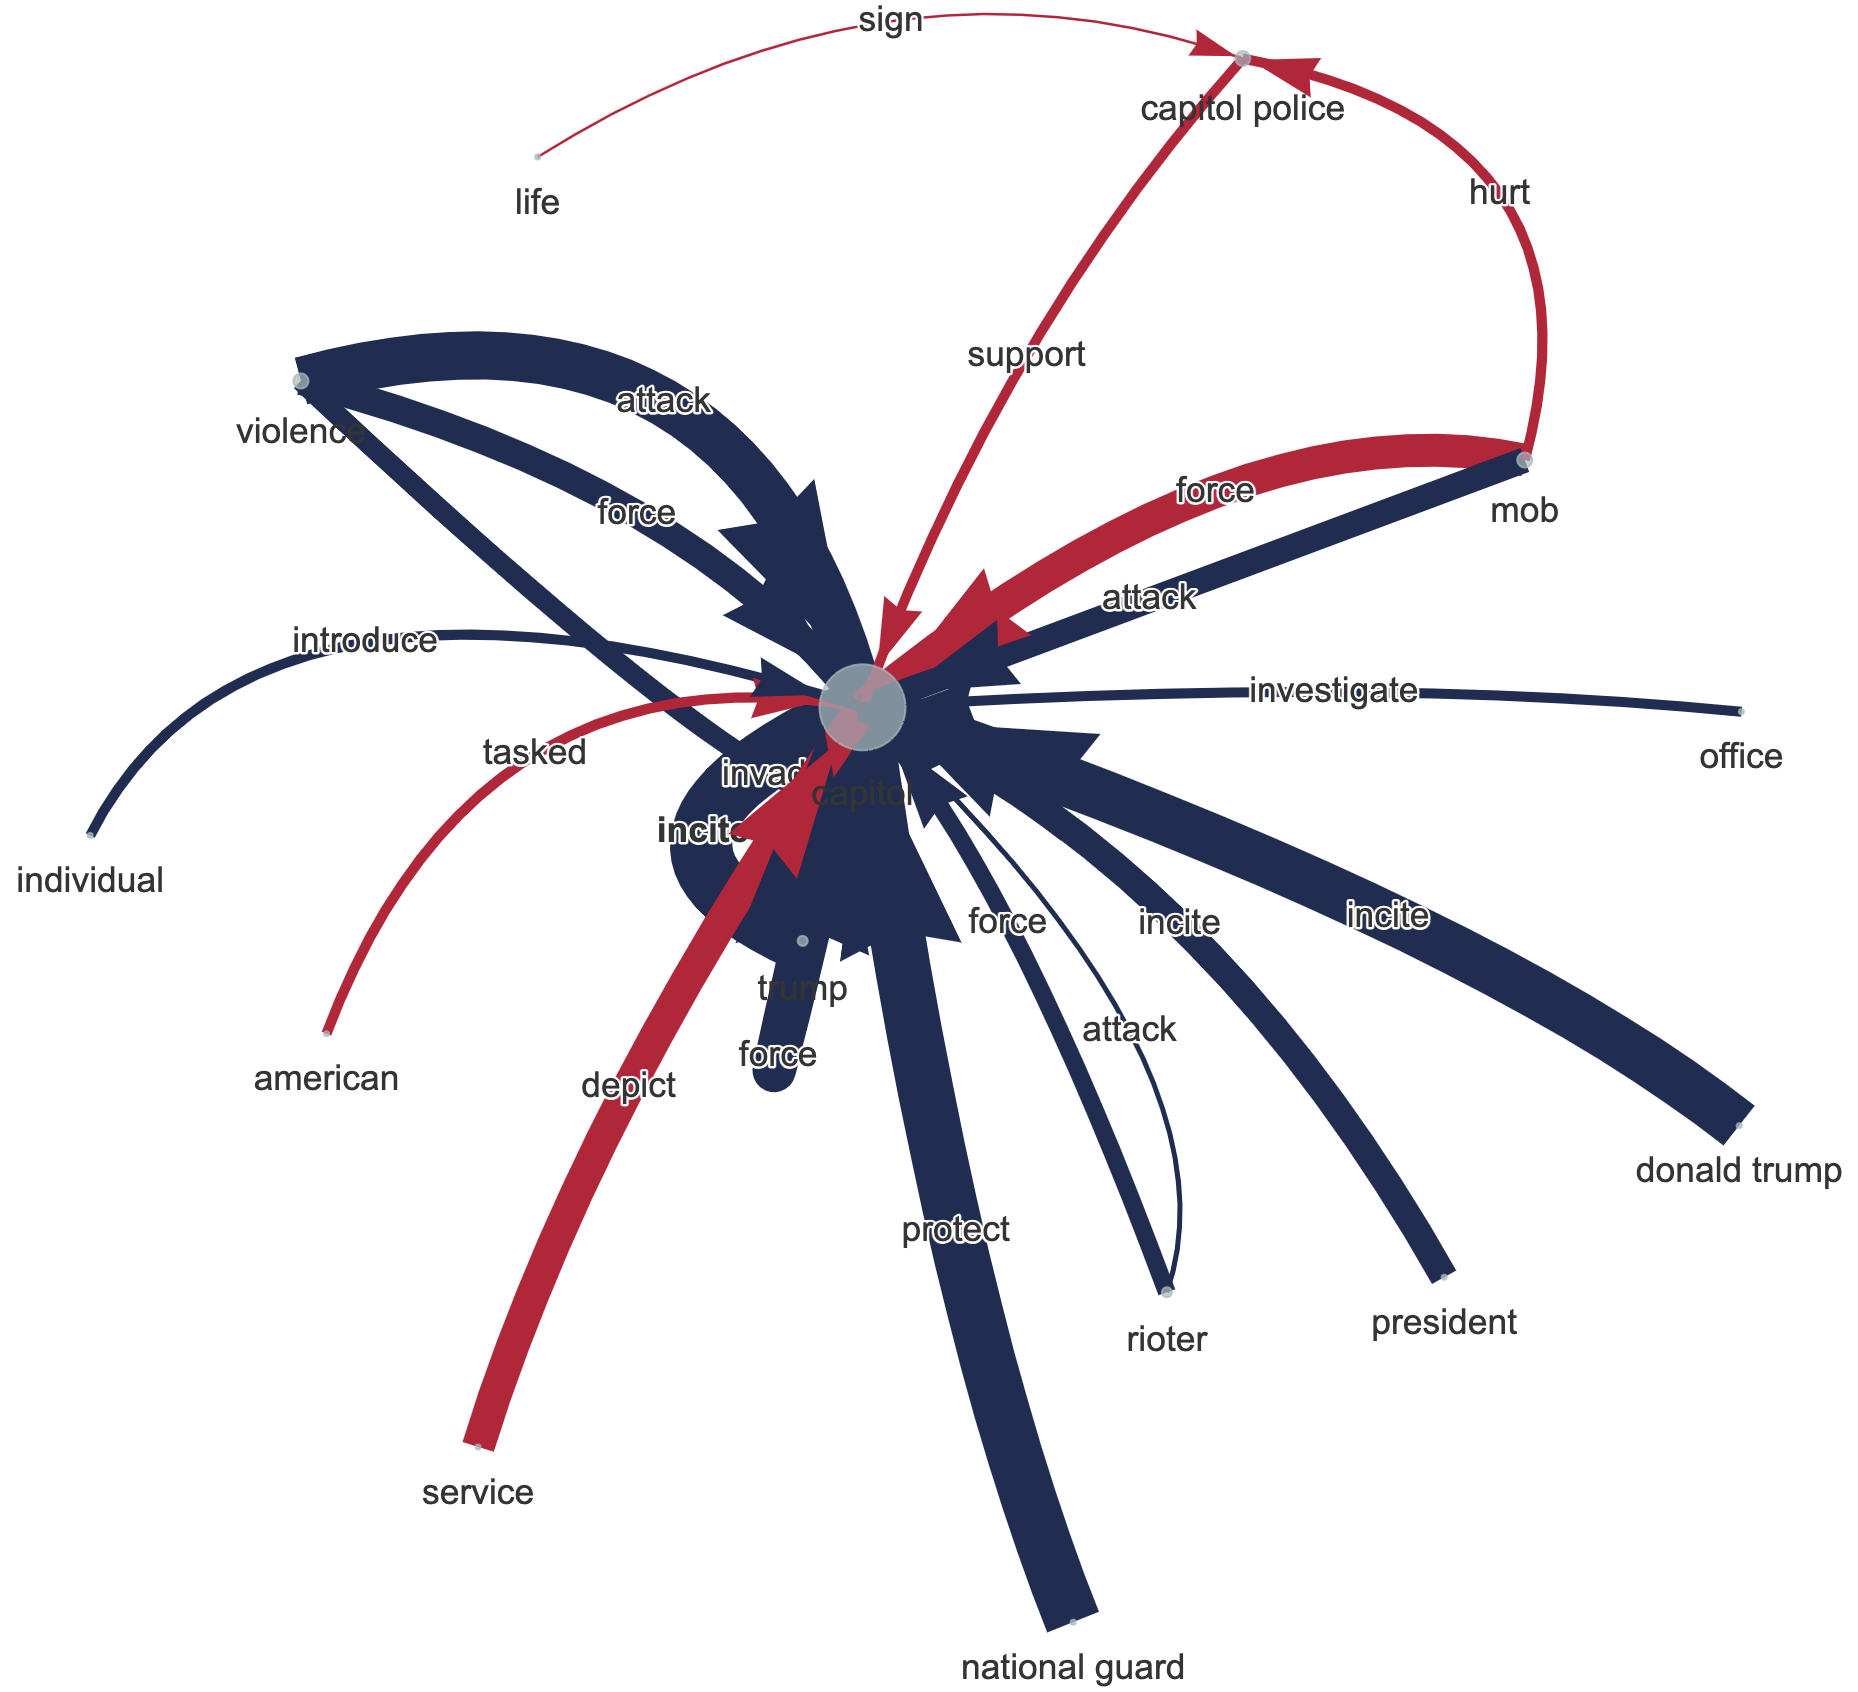 sign
capitol police
hurt
life
support
attack
violence
force
force
mob
attack
introduce
investigate
tasked
office
invad
capitol
incite
individual
force
incite
incite
trump
attack
force
american
depict
donald trump
protect
president
rioter
service
national guard